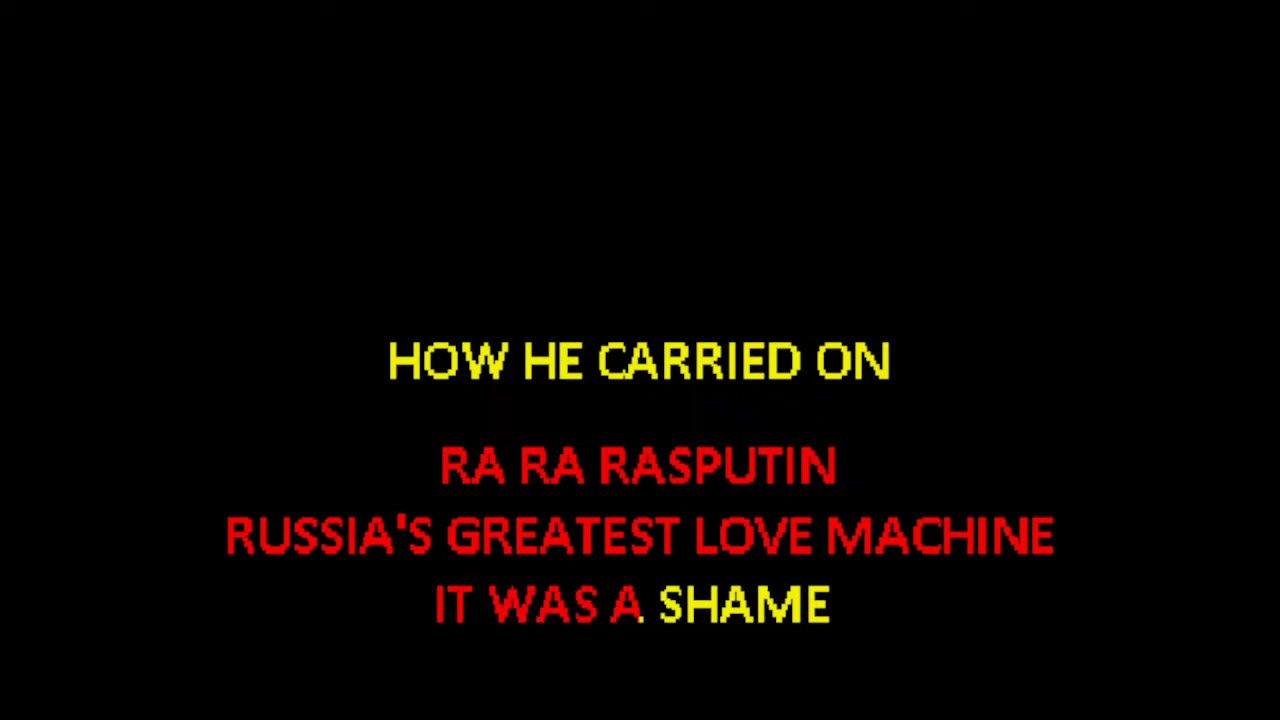 HOW HE CARRIED ON
RA RA RASPUTIN
RUSSIA'S GREATEST LOVE MACHINE
IT WAS A SHAME